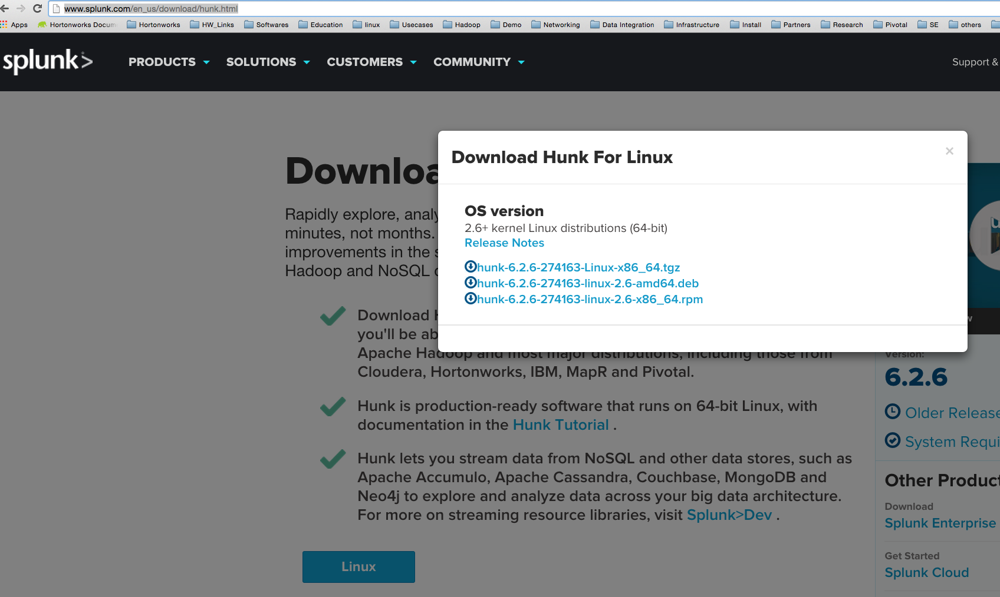 www.splunk.com/en_us/download/hunk.html
Apps Hortonworks Docum Hortonworks HW_Links Softwares Education linux Usecases Hadoop Demo Networking Data Integration Infrastructure Install Partners Research Pivotal SE others
splunk> PRODUCTS SOLUTIONS CUSTOMERS COMMUNITY Support &
Download Hunk For Linux ×
OS version
2.6+ kernel Linux distributions (64-bit)
Release Notes
hunk-6.2.6-274163-Linux-x86_64.tgz
hunk-6.2.6-274163-linux-2.6-amd64.deb
hunk-6.2.6-274163-linux-2.6-x86_64.rpm
Downloa
Rapidly explore, analy
minutes, not months.
improvements in the s
Hadoop and NoSQL
Download
you'll be ab
Apache Hadoop and most major distributions, including those from
Cloudera, Hortonworks, IBM, MapR and Pivotal.
Hunk is production-ready software that runs on 64-bit Linux, with
documentation in the Hunk Tutorial .
Hunk lets you stream data from NoSQL and other data stores, such as
Apache Accumulo, Apache Cassandra, Couchbase, MongoDB and
Neo4j to explore and analyze data across your big data architecture.
For more on streaming resource libraries, visit Splunk>Dev .
Linux
Version:
6.2.6
Older Release
System Requi
Other Product
Download
Splunk Enterprise
Get Started
Splunk Cloud